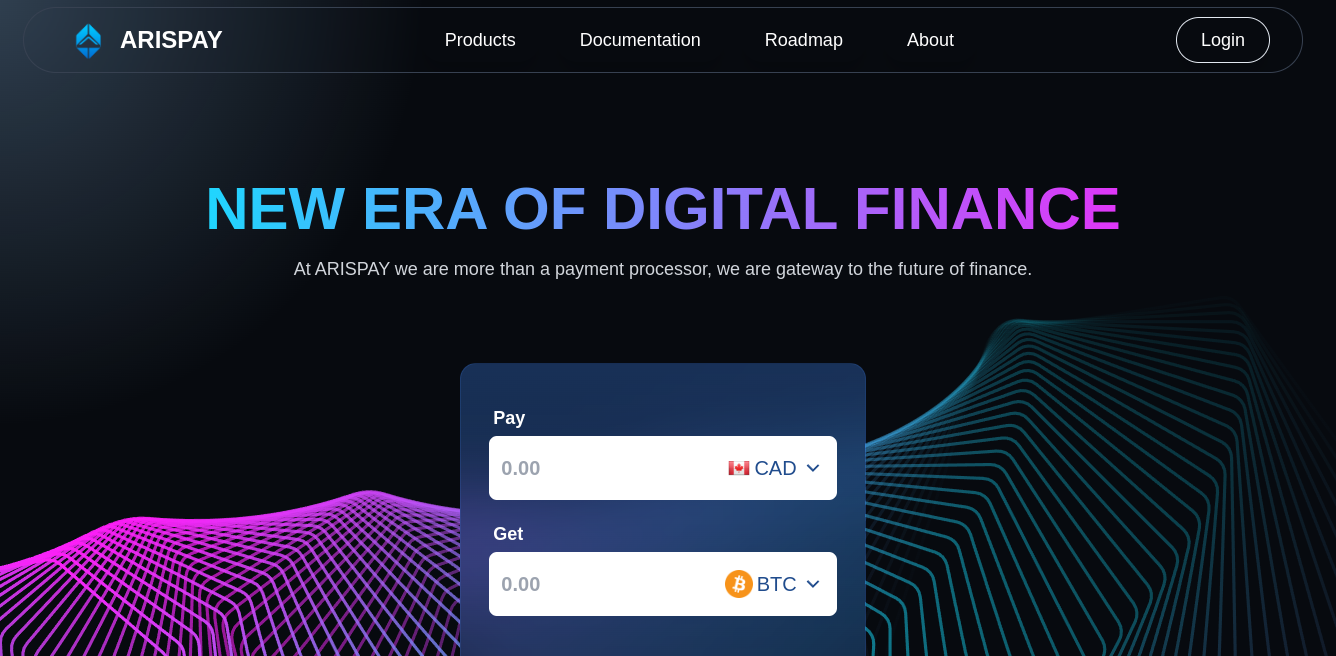 ARISPAY
Products
Documentation
Roadmap
About
Login
NEW ERA OF DIGITAL FINANCE
At ARISPAY we are more than a payment processor, we are gateway to the future of finance.
Pay
0.00 CAD
Get
0.00 BTC